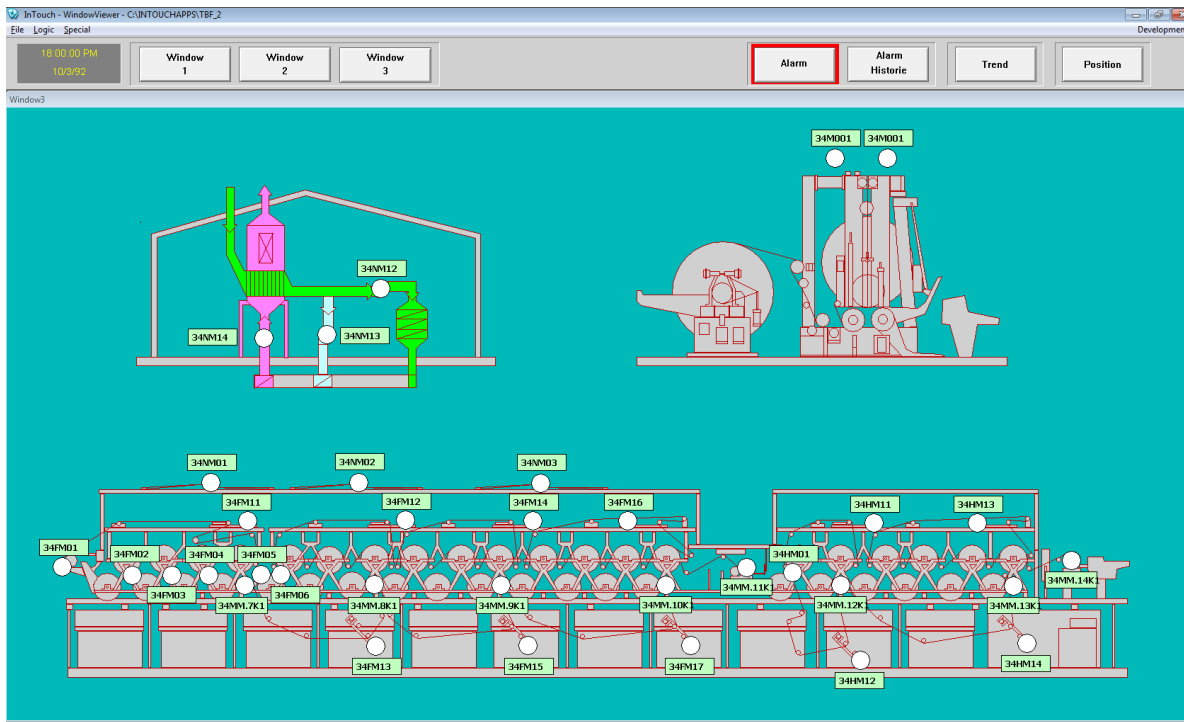 InTouch - WindowViewer - C:\INTOUCHAPPS\TBF_2
File Logic Special
Developmen
18:00:00 PM
10/3/92
Window
1
Window
2
Window
3
Alarm
Alarm
Historie
Trend
Position
Window3
34M001 34M001
34NM12
34NM14
34NM13
34NM01 34NM02 34NM03
34FM11 34FM12 34FM14 34FM16 34HM11 34HM13
34FM01 34FM02 34FM04 34FM05 34HM01
34MM.14K1
34MM.11K1
34FM03 34FM06
34MM.7K1 34MM.8K1 34MM.9K1 34MM.10K1 34MM.12K1 34MM.13K1
34FM13 34FM15 34FM17 34HM14
34HM12